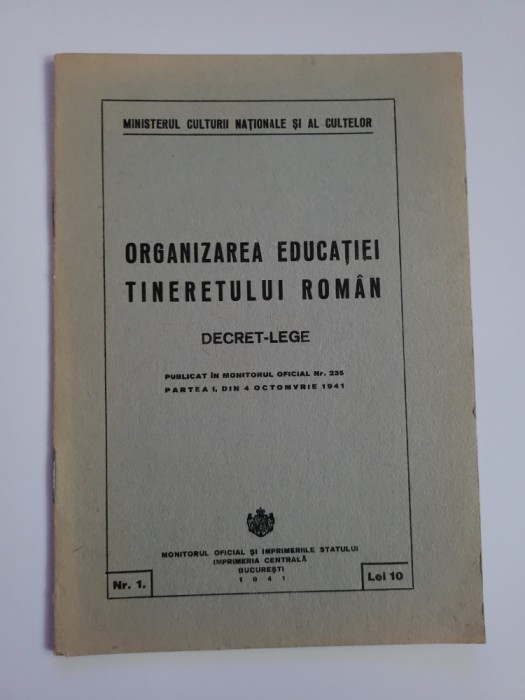 MINISTERUL CULTURII NAȚIONALE ȘI AL CULTELOR
ORGANIZAREA EDUCAȚIEI
TINERETULUI ROMÂN
DECRET-LEGE
PUBLICAT ÎN MONITORUL OFICIAL Nr. 235
PARTEA I, DIN 4 OCTOMVRIE 1941
MONITORUL OFICIAL ȘI IMPRIMERIILE STATULUI
IMPRIMERIA CENTRALĂ
BUCUREȘTI
1941
Nr. 1.
Lei 10